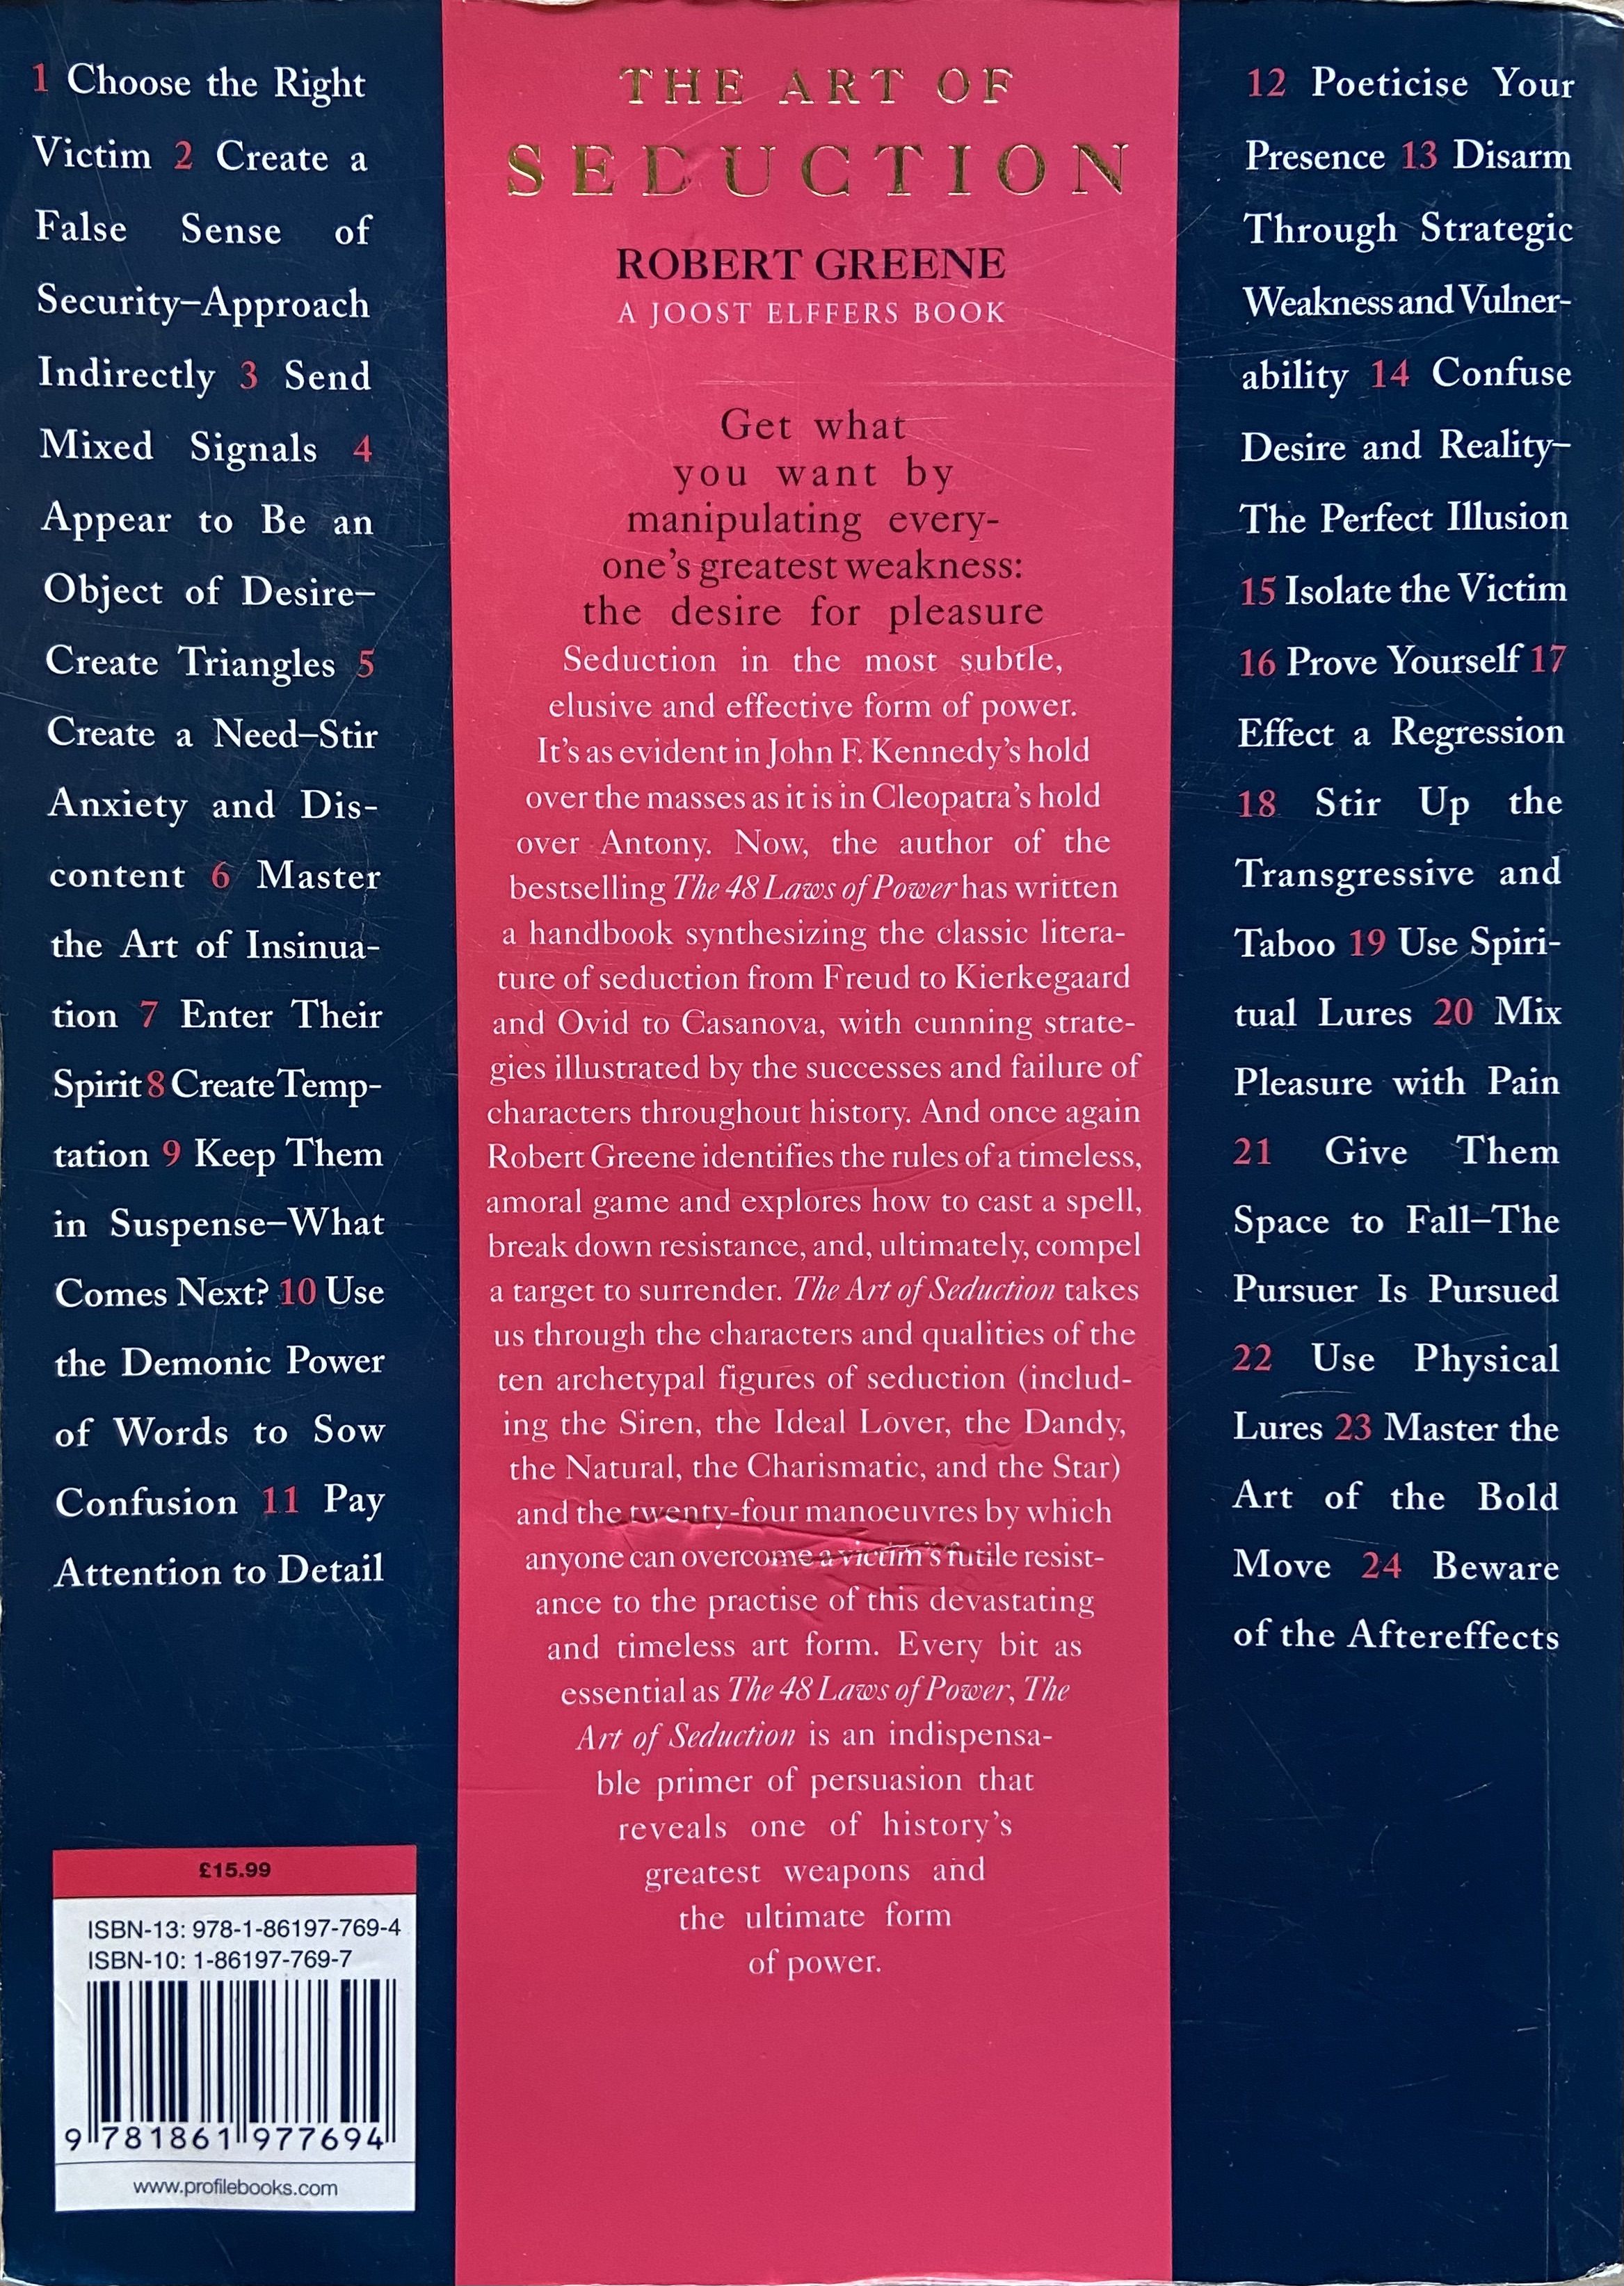 1 Choose the Right
Victim 2 Create a
False Sense of
Security–Approach
Indirectly 3 Send
Mixed Signals 4
Appear to Be an
Object of Desire–
Create Triangles 5
Create a Need–Stir
Anxiety and Dis-
content 6 Master
the Art of Insinua-
tion 7 Enter Their
Spirit 8 Create Temp-
tation 9 Keep Them
in Suspense–What
Comes Next? 10 Use
the Demonic Power
of Words to Sow
Confusion 11 Pay
Attention to Detail
£15.99
ISBN-13: 978-1-86197-769-4
ISBN-10: 1-86197-769-7
9 781861 977694
www.profilebooks.com
THE ART OF
SEDUCTION
ROBERT GREENE
A JOOST ELFFERS BOOK
Get what
you want by
manipulating every-
one's greatest weakness:
the desire for pleasure
Seduction in the most subtle,
elusive and effective form of power.
It's as evident in John F. Kennedy's hold
over the masses as it is in Cleopatra's hold
over Antony. Now, the author of the
bestselling The 48 Laws of Power has written
a handbook synthesizing the classic litera-
ture of seduction from Freud to Kierkegaard
and Ovid to Casanova, with cunning strate-
gies illustrated by the successes and failure of
characters throughout history. And once again
Robert Greene identifies the rules of a timeless,
amoral game and explores how to cast a spell,
break down resistance, and, ultimately, compel
a target to surrender. The Art of Seduction takes
us through the characters and qualities of the
ten archetypal figures of seduction (includ-
ing the Siren, the Ideal Lover, the Dandy,
the Natural, the Charismatic, and the Star)
and the twenty-four manoeuvres by which
anyone can overcome a victim's futile resist-
ance to the practise of this devastating
and timeless art form. Every bit as
essential as The 48 Laws of Power, The
Art of Seduction is an indispensa-
ble primer of persuasion that
reveals one of history's
greatest weapons and
the ultimate form
of power.
12 Poeticise Your
Presence 13 Disarm
Through Strategic
Weakness and Vulner-
ability 14 Confuse
Desire and Reality–
The Perfect Illusion
15 Isolate the Victim
16 Prove Yourself 17
Effect a Regression
18 Stir Up the
Transgressive and
Taboo 19 Use Spiri-
tual Lures 20 Mix
Pleasure with Pain
21 Give Them
Space to Fall–The
Pursuer Is Pursued
22 Use Physical
Lures 23 Master the
Art of the Bold
Move 24 Beware
of the Aftereffects